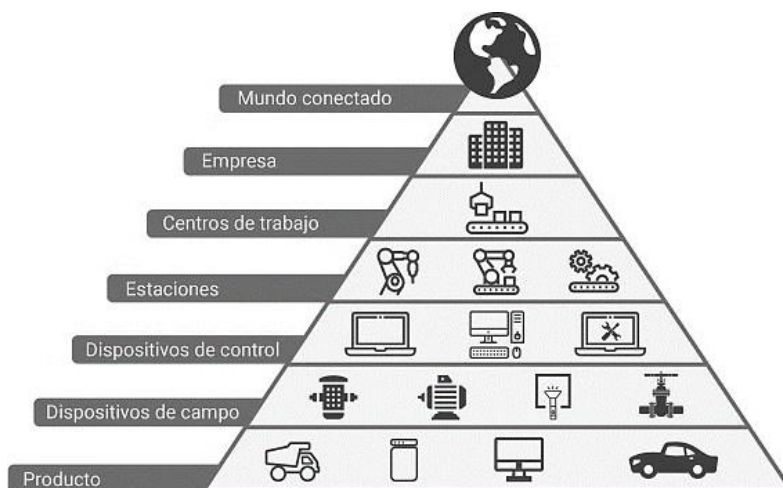 Mundo conectado
Empresa
Centros de trabajo
Estaciones
Dispositivos de control
Dispositivos de campo
Producto